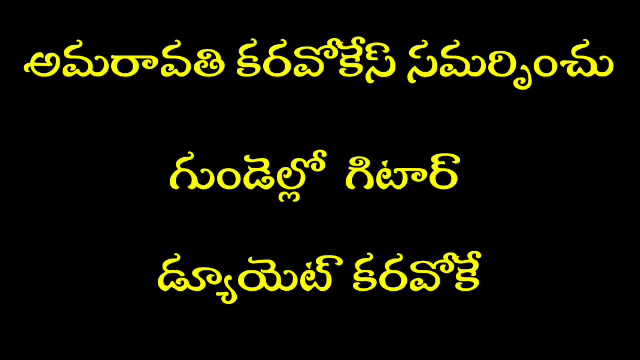 అమరావతి కరవోకేస్ సమర్పించు
గుండెల్లో గిటార్
డ్యూయెట్ కరవోకే